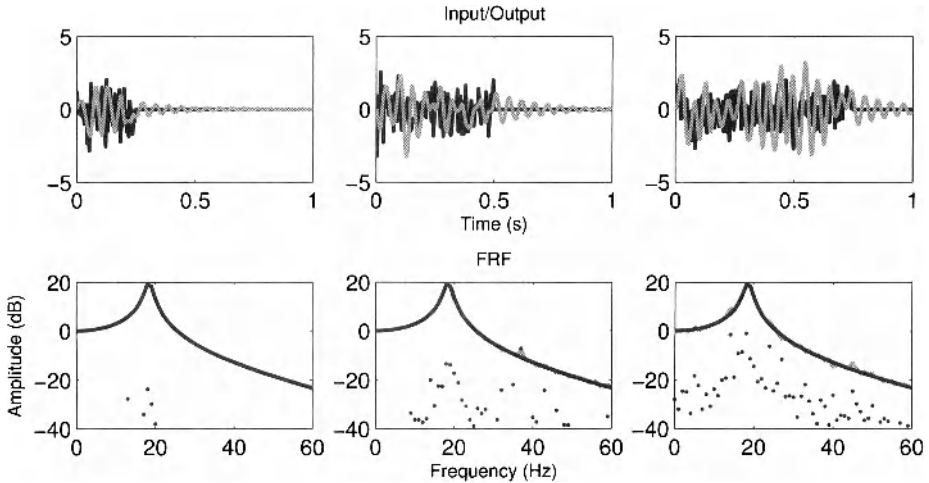 Input/Output
5 5 5
0 0 0
−5 −5 −5
0 0.5 1 0 0.5 1 0 0.5 1
Time (s)
FRF
Amplitude (dB)
20 20 20
0 0 0
−20 −20 −20
−40 −40 −40
0 20 40 60 0 20 40 60 0 20 40 60
Frequency (Hz)